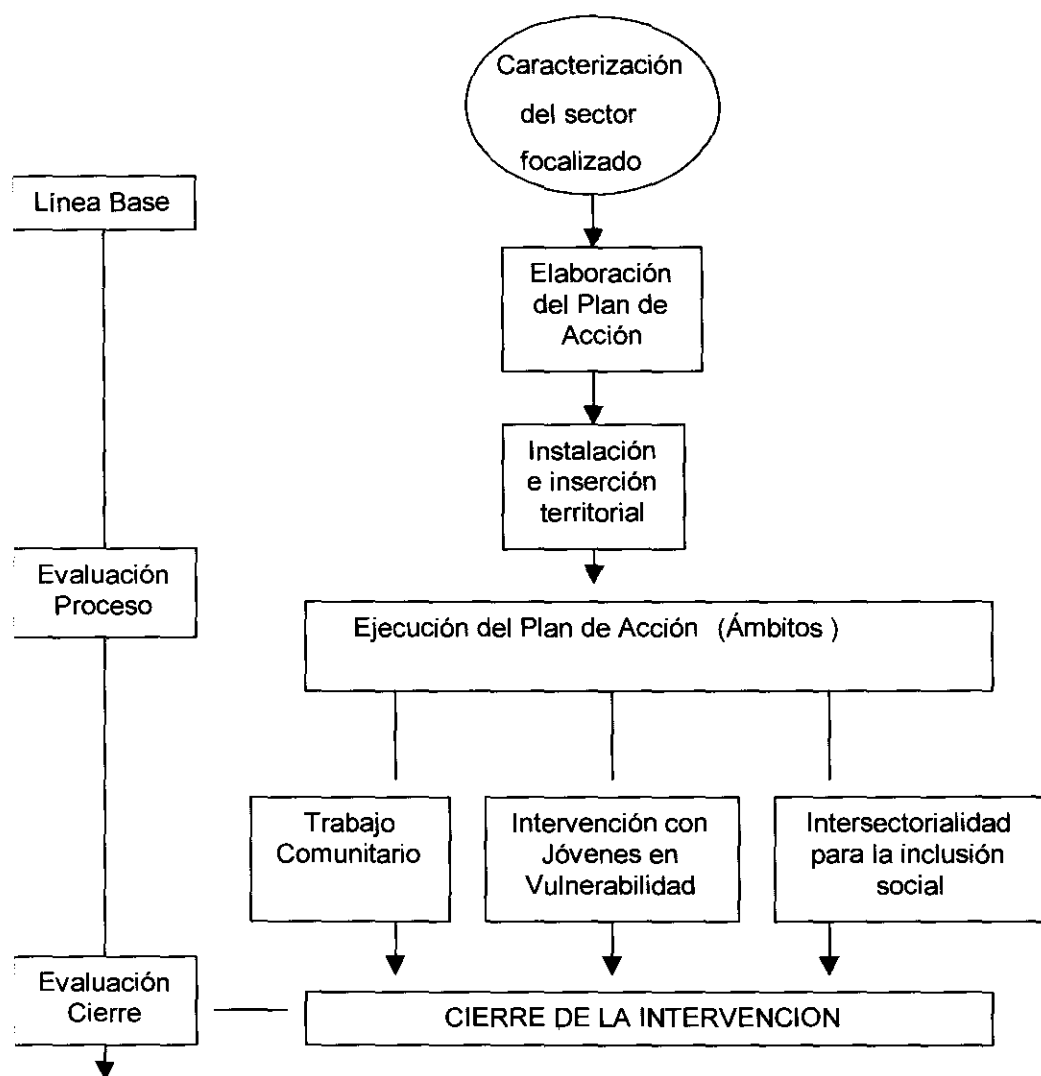 Caracterización
del sector
focalizado
Línea Base
Elaboración
del Plan de
Acción
Instalación
e inserción
territorial
Evaluación
Proceso
Ejecución del Plan de Acción (Ámbitos )
Trabajo
Comunitario
Intervención con
Jóvenes en
Vulnerabilidad
Intersectorialidad
para la inclusión
social
Evaluación
Cierre
CIERRE DE LA INTERVENCION